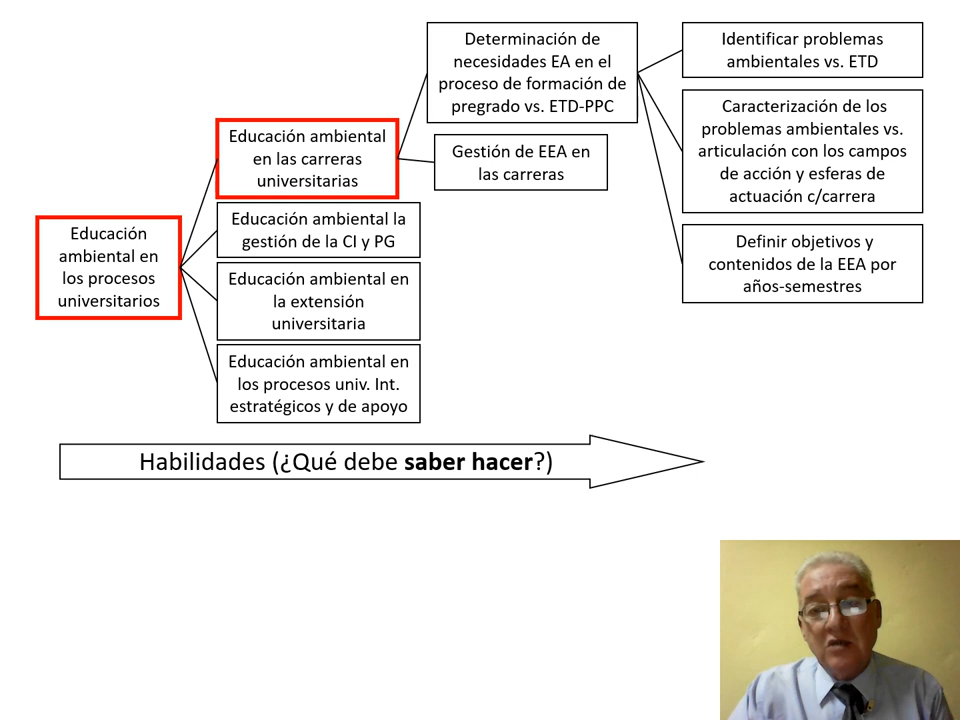 Educación
ambiental en
los procesos
universitarios
Educación ambiental
en las carreras
universitarias
Educación ambiental la
gestión de la CI y PG
Educación ambiental en
la extensión
universitaria
Educación ambiental en
los procesos univ. Int.
estratégicos y de apoyo
Determinación de
necesidades EA en el
proceso de formación de
pregrado vs. ETD-PPC
Gestión de EEA en
las carreras
Identificar problemas
ambientales vs. ETD
Caracterización de los
problemas ambientales vs.
articulación con los campos
de acción y esferas de
actuación c/carrera
Definir objetivos y
contenidos de la EEA por
años-semestres
Habilidades (¿Qué debe saber hacer?)